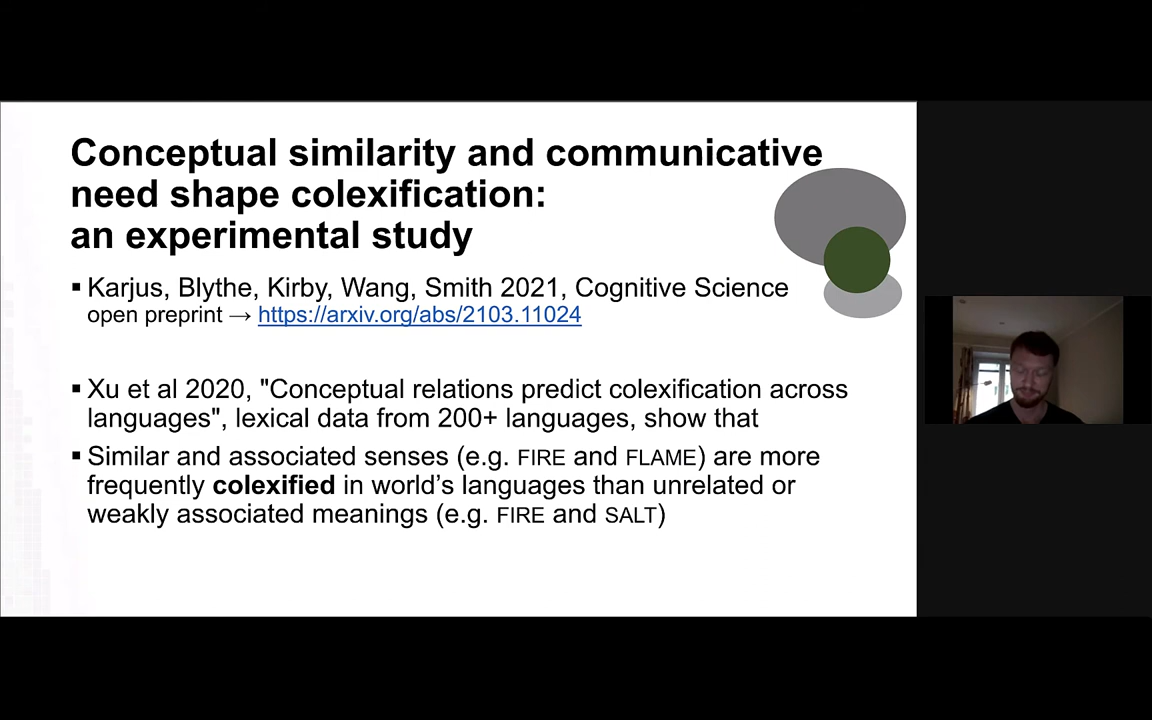 Conceptual similarity and communicative
need shape colexification:
an experimental study
▪ Karjus, Blythe, Kirby, Wang, Smith 2021, Cognitive Science
open preprint → https://arxiv.org/abs/2103.11024
▪ Xu et al 2020, "Conceptual relations predict colexification across
languages", lexical data from 200+ languages, show that
▪ Similar and associated senses (e.g. FIRE and FLAME) are more
frequently colexified in world’s languages than unrelated or
weakly associated meanings (e.g. FIRE and SALT)